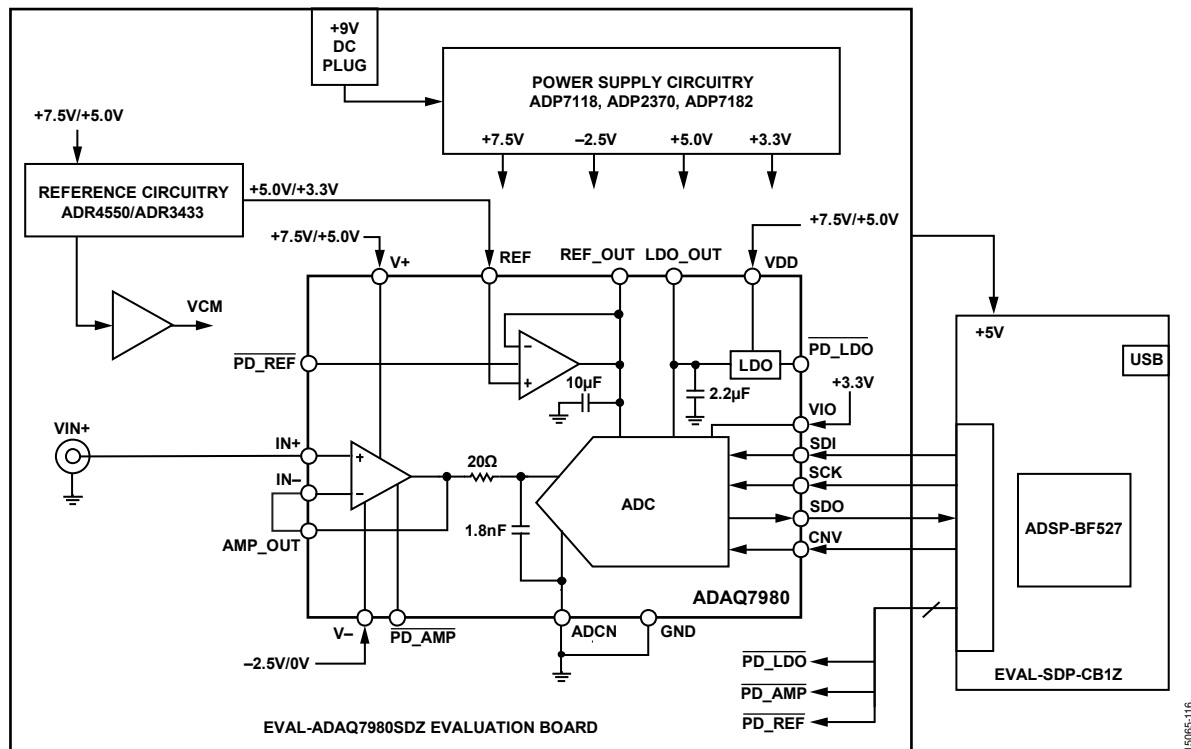 +9V
DC
PLUG
POWER SUPPLY CIRCUITRY
ADP7118, ADP2370, ADP7182
+7.5V –2.5V +5.0V +3.3V
+7.5V/+5.0V
REFERENCE CIRCUITRY
ADR4550/ADR3433
+5.0V/+3.3V
+7.5V/+5.0V
+7.5V/+5.0V
V+
REF
REF_OUT
LDO_OUT
VDD
VCM
PD_REF
–
+
10µF
LDO
2.2µF
PD_LDO
+3.3V
VIO
+5V
USB
VIN+
IN+
IN–
AMP_OUT
+
–
20Ω
1.8nF
ADC
SDI
SCK
SDO
CNV
ADSP-BF527
ADAQ7980
V–
PD_AMP
ADCN
GND
–2.5V/0V
PD_LDO
PD_AMP
PD_REF
EVAL-SDP-CB1Z
EVAL-ADAQ7980SDZ EVALUATION BOARD
15065-116